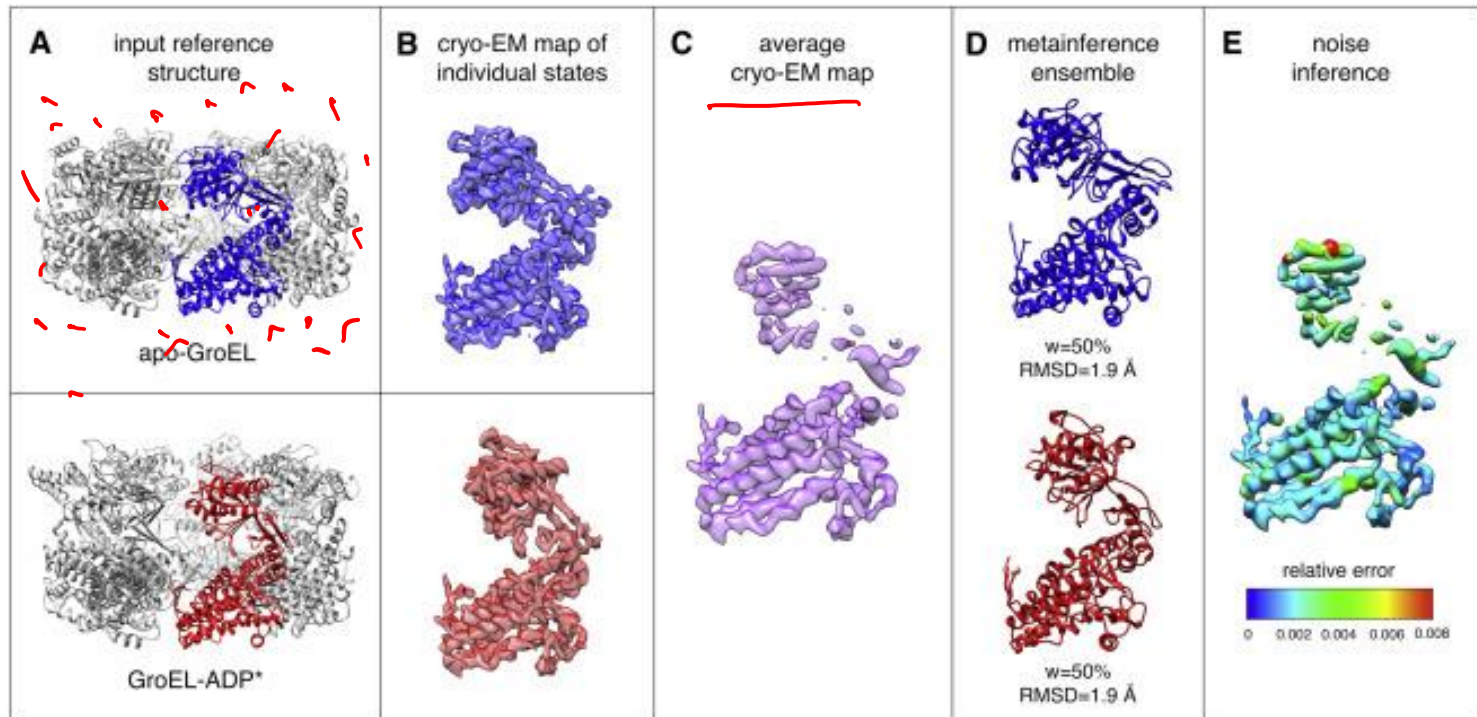 A
input reference
structure
apo-GroEL
GroEL-ADP*
B
cryo-EM map of
individual states
C
average
cryo-EM map
D
metainference
ensemble
w=50%
RMSD=1.9 Å
w=50%
RMSD=1.9 Å
E
noise
inference
relative error
0 0.002 0.004 0.006 0.008